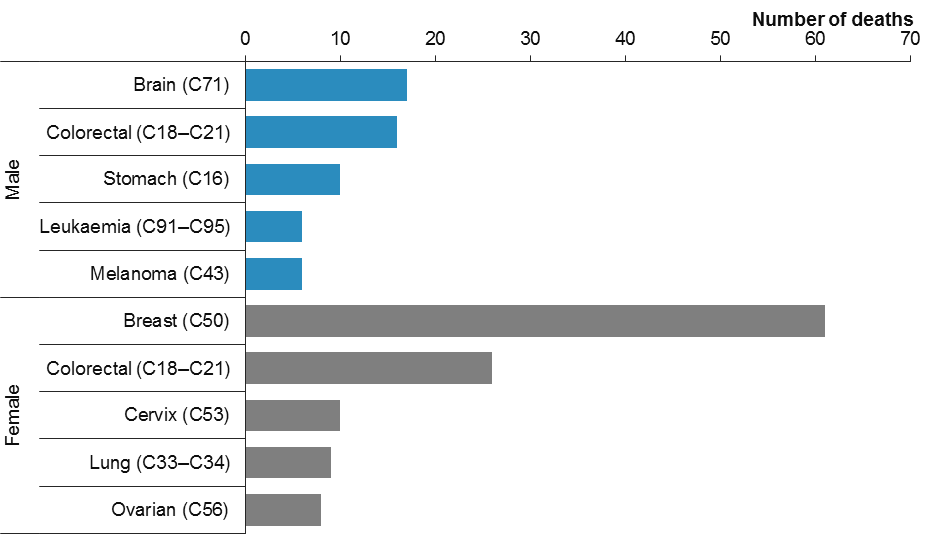 Number of deaths
0 10 20 30 40 50 60 70
Male
Brain (C71)
Colorectal (C18–C21)
Stomach (C16)
Leukaemia (C91–C95)
Melanoma (C43)
Female
Breast (C50)
Colorectal (C18–C21)
Cervix (C53)
Lung (C33–C34)
Ovarian (C56)